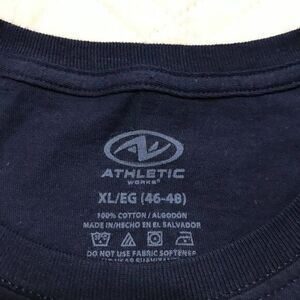 ATHLETIC
WORKS®
XL/EG (46-48)
100% COTTON / ALGODÓN
MADE IN/HECHO EN EL SALVADOR
DO NOT USE FABRIC SOFTENER